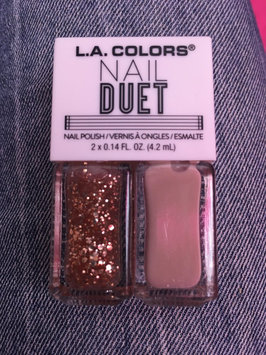 L.A. COLORS®
NAIL
DUET
NAIL POLISH / VERNIS À ONGLES / ESMALTE
2 x 0.14 FL. OZ. (4.2 mL)